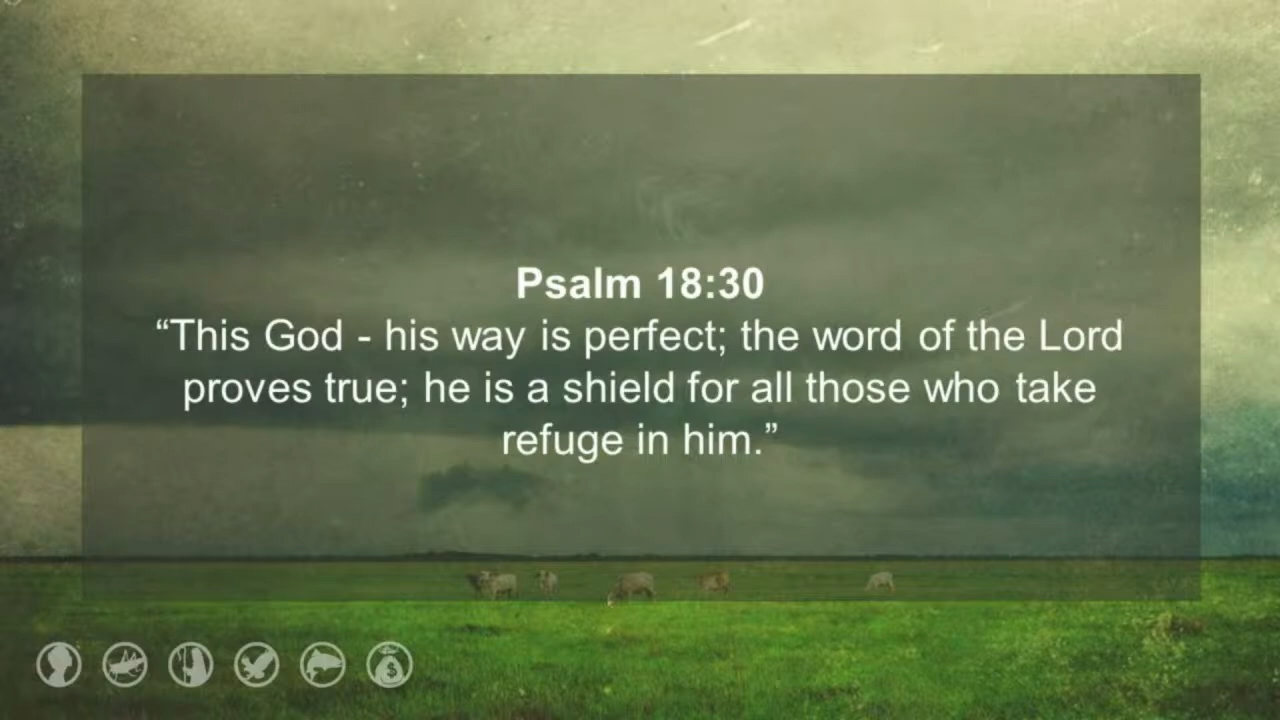 Psalm 18:30
“This God - his way is perfect; the word of the Lord
proves true; he is a shield for all those who take
refuge in him.”
$